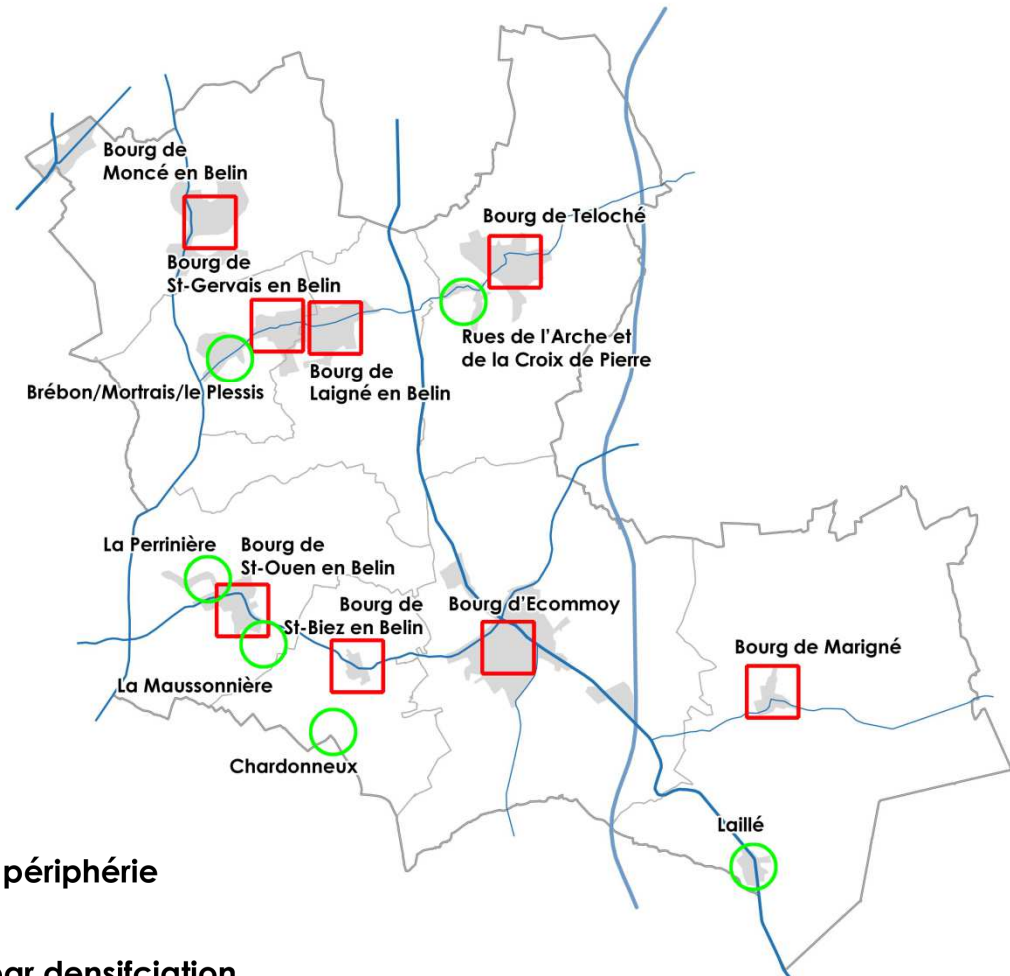 Bourg de
Moncé en Belin
Bourg de Teloché
Bourg de
St-Gervais en Belin
Rues de l'Arche et
de la Croix de Pierre
Bourg de
Laigné en Belin
Brébon/Mortrais/le Plessis
La Perrinière
Bourg de
St-Ouen en Belin
Bourg de
St-Biez en Belin
Bourg d'Ecommoy
Bourg de Marigné
La Maussonnière
Chardonneux
Laillé
périphérie
par densifciation